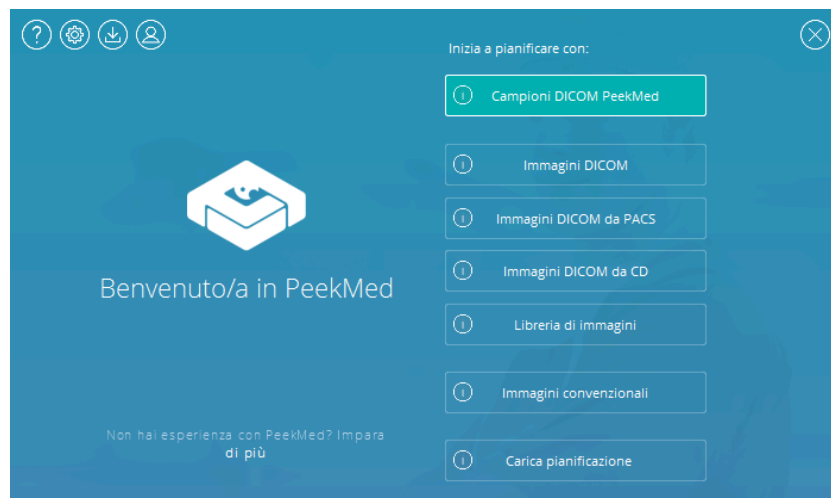 Inizia a pianificare con:
Campioni DICOM PeekMed
Immagini DICOM
Immagini DICOM da PACS
Immagini DICOM da CD
Libreria di immagini
Immagini convenzionali
Carica pianificazione
Benvenuto/a in PeekMed
Non hai esperienza con PeekMed? Impara
di più